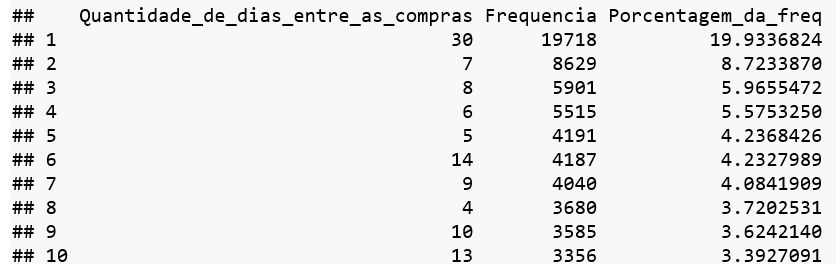 ##    Quantidade_de_dias_entre_as_compras Frequencia Porcentagem_da_freq
## 1                                   30      19718          19.9336824
## 2                                    7       8629           8.7233870
## 3                                    8       5901           5.9655472
## 4                                    6       5515           5.5753250
## 5                                    5       4191           4.2368426
## 6                                   14       4187           4.2327989
## 7                                    9       4040           4.0841909
## 8                                    4       3680           3.7202531
## 9                                   10       3585           3.6242140
## 10                                  13       3356           3.3927091